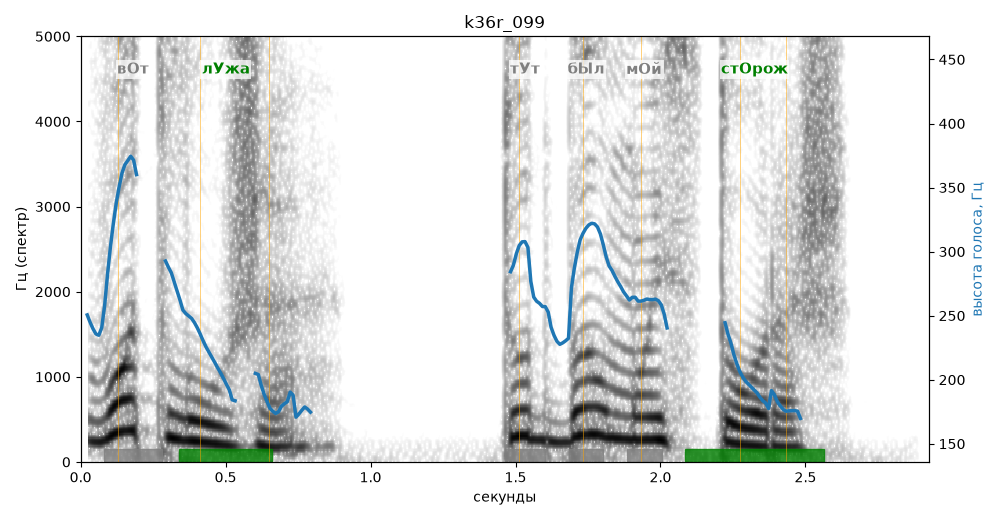 k36r_099
вОт
лУжа
тУт
бЫл
мОй
стОрож
5000
4000
3000
2000
1000
0
Гц (спектр)
450
400
350
300
250
200
150
высота голоса, Гц
0.0
0.5
1.0
1.5
2.0
2.5
секунды